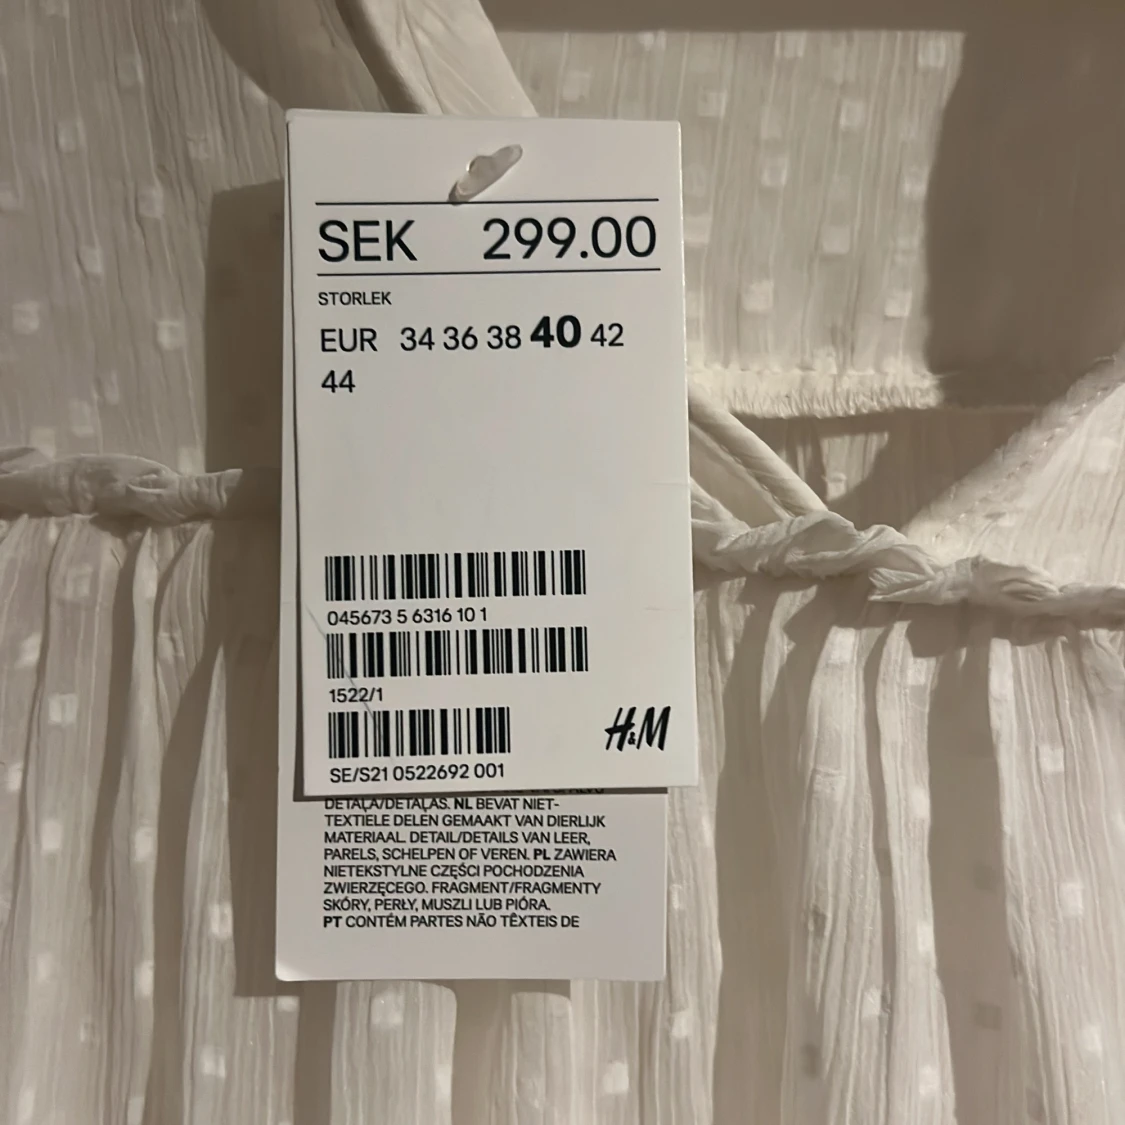 SEK 299.00
STORLEK
EUR 34 36 38 40 42
44
045673 5 6316 10 1
1522/1
H&M
SE/S21 0522692 001
DETAĻA/DETAĻAS. NL BEVAT NIET-
TEXTIELE DELEN GEMAAKT VAN DIERLIJK
MATERIAAL. DETAIL/DETAILS VAN LEER,
PARELS, SCHELPEN OF VEREN. PL ZAWIERA
NIETEKSTYLNE CZĘŚCI POCHODZENIA
ZWIERZĘCEGO. FRAGMENT/FRAGMENTY
SKÓRY, PERŁY, MUSZLI LUB PIÓRA.
PT CONTÉM PARTES NÃO TÊXTEIS DE